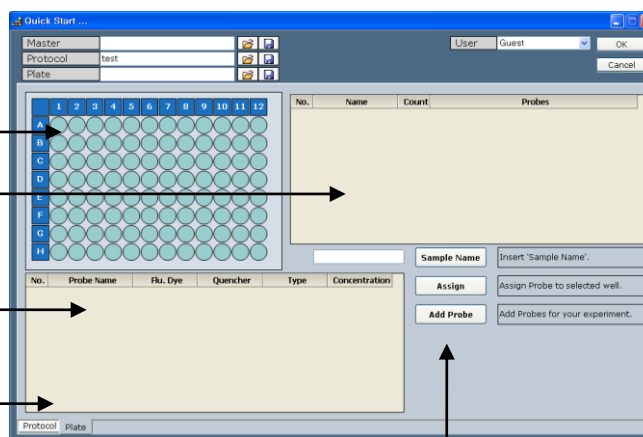 Quick Start ...
Master
Protocol test
Plate
User Guest
OK
Cancel
1 2 3 4 5 6 7 8 9 10 11 12
A
B
C
D
E
F
G
H
No. Name Count Probes
Sample Name Insert 'Sample Name'.
Assign Assign Probe to selected well.
Add Probe Add Probes for your experiment.
No. Probe Name Flu. Dye Quencher Type Concentration
Protocol Plate